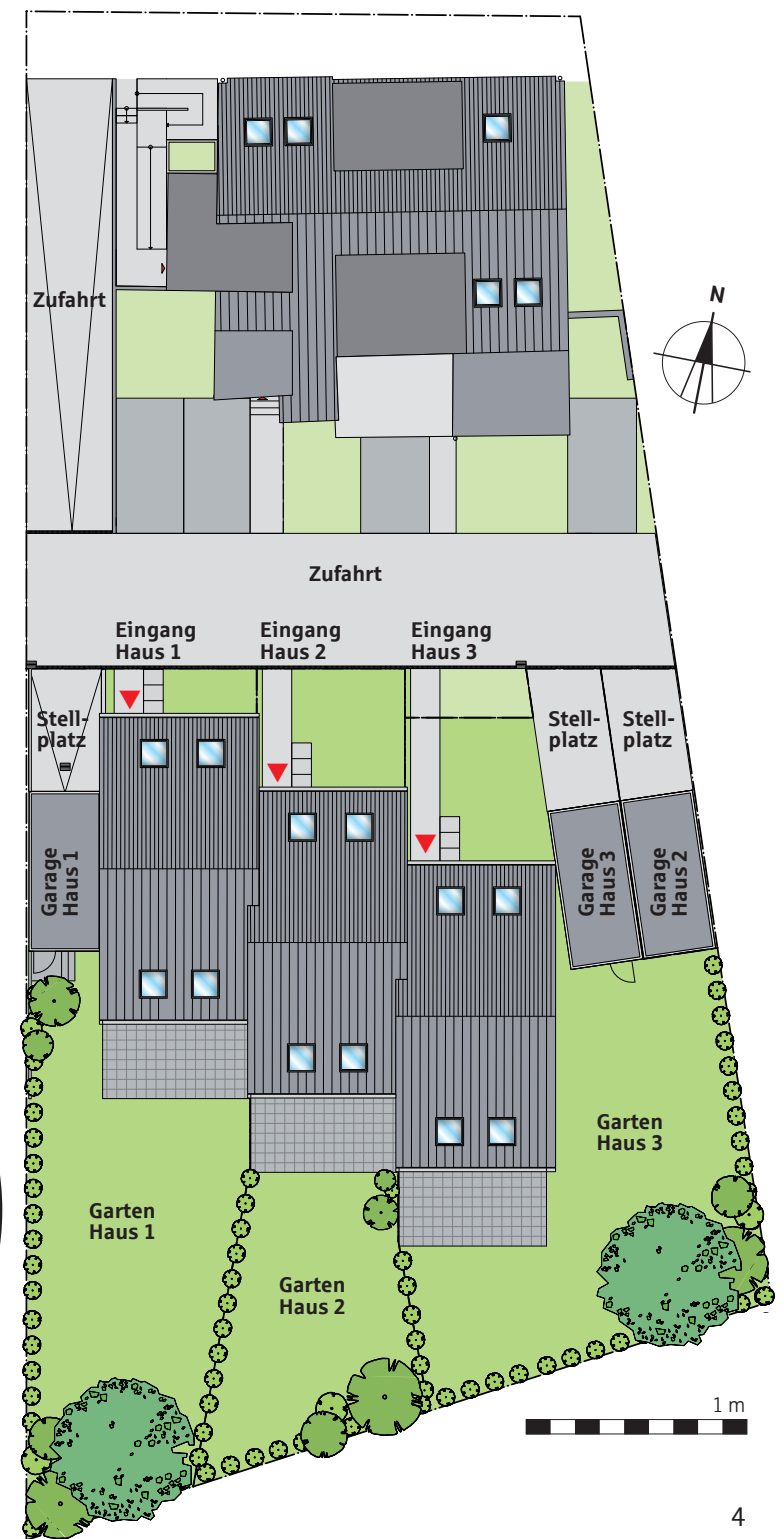 N
Zufahrt
Zufahrt
Eingang
Haus 1
Eingang
Haus 2
Eingang
Haus 3
Stell-
platz
Stell-
platz
Stell-
platz
Garage
Haus 1
Garage
Haus 3
Garage
Haus 2
Garten
Haus 3
Garten
Haus 1
Garten
Haus 2
1 m
4